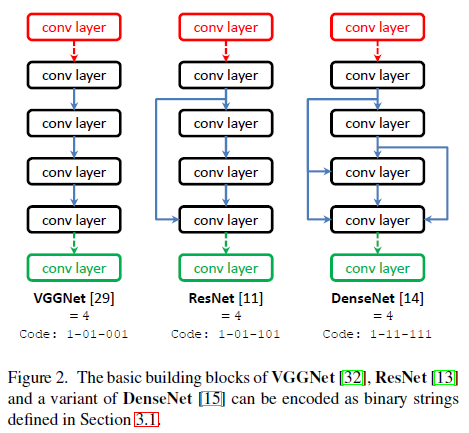 conv layer conv layer conv layer
conv layer conv layer conv layer
conv layer conv layer conv layer
conv layer conv layer conv layer
conv layer conv layer conv layer
conv layer conv layer conv layer
VGGNet [29] ResNet [11] DenseNet [14]
= 4 = 4 = 4
Code: 1-01-001 Code: 1-01-101 Code: 1-11-111
Figure 2. The basic building blocks of VGGNet [32], ResNet [13]
and a variant of DenseNet [15] can be encoded as binary strings
defined in Section 3.1.